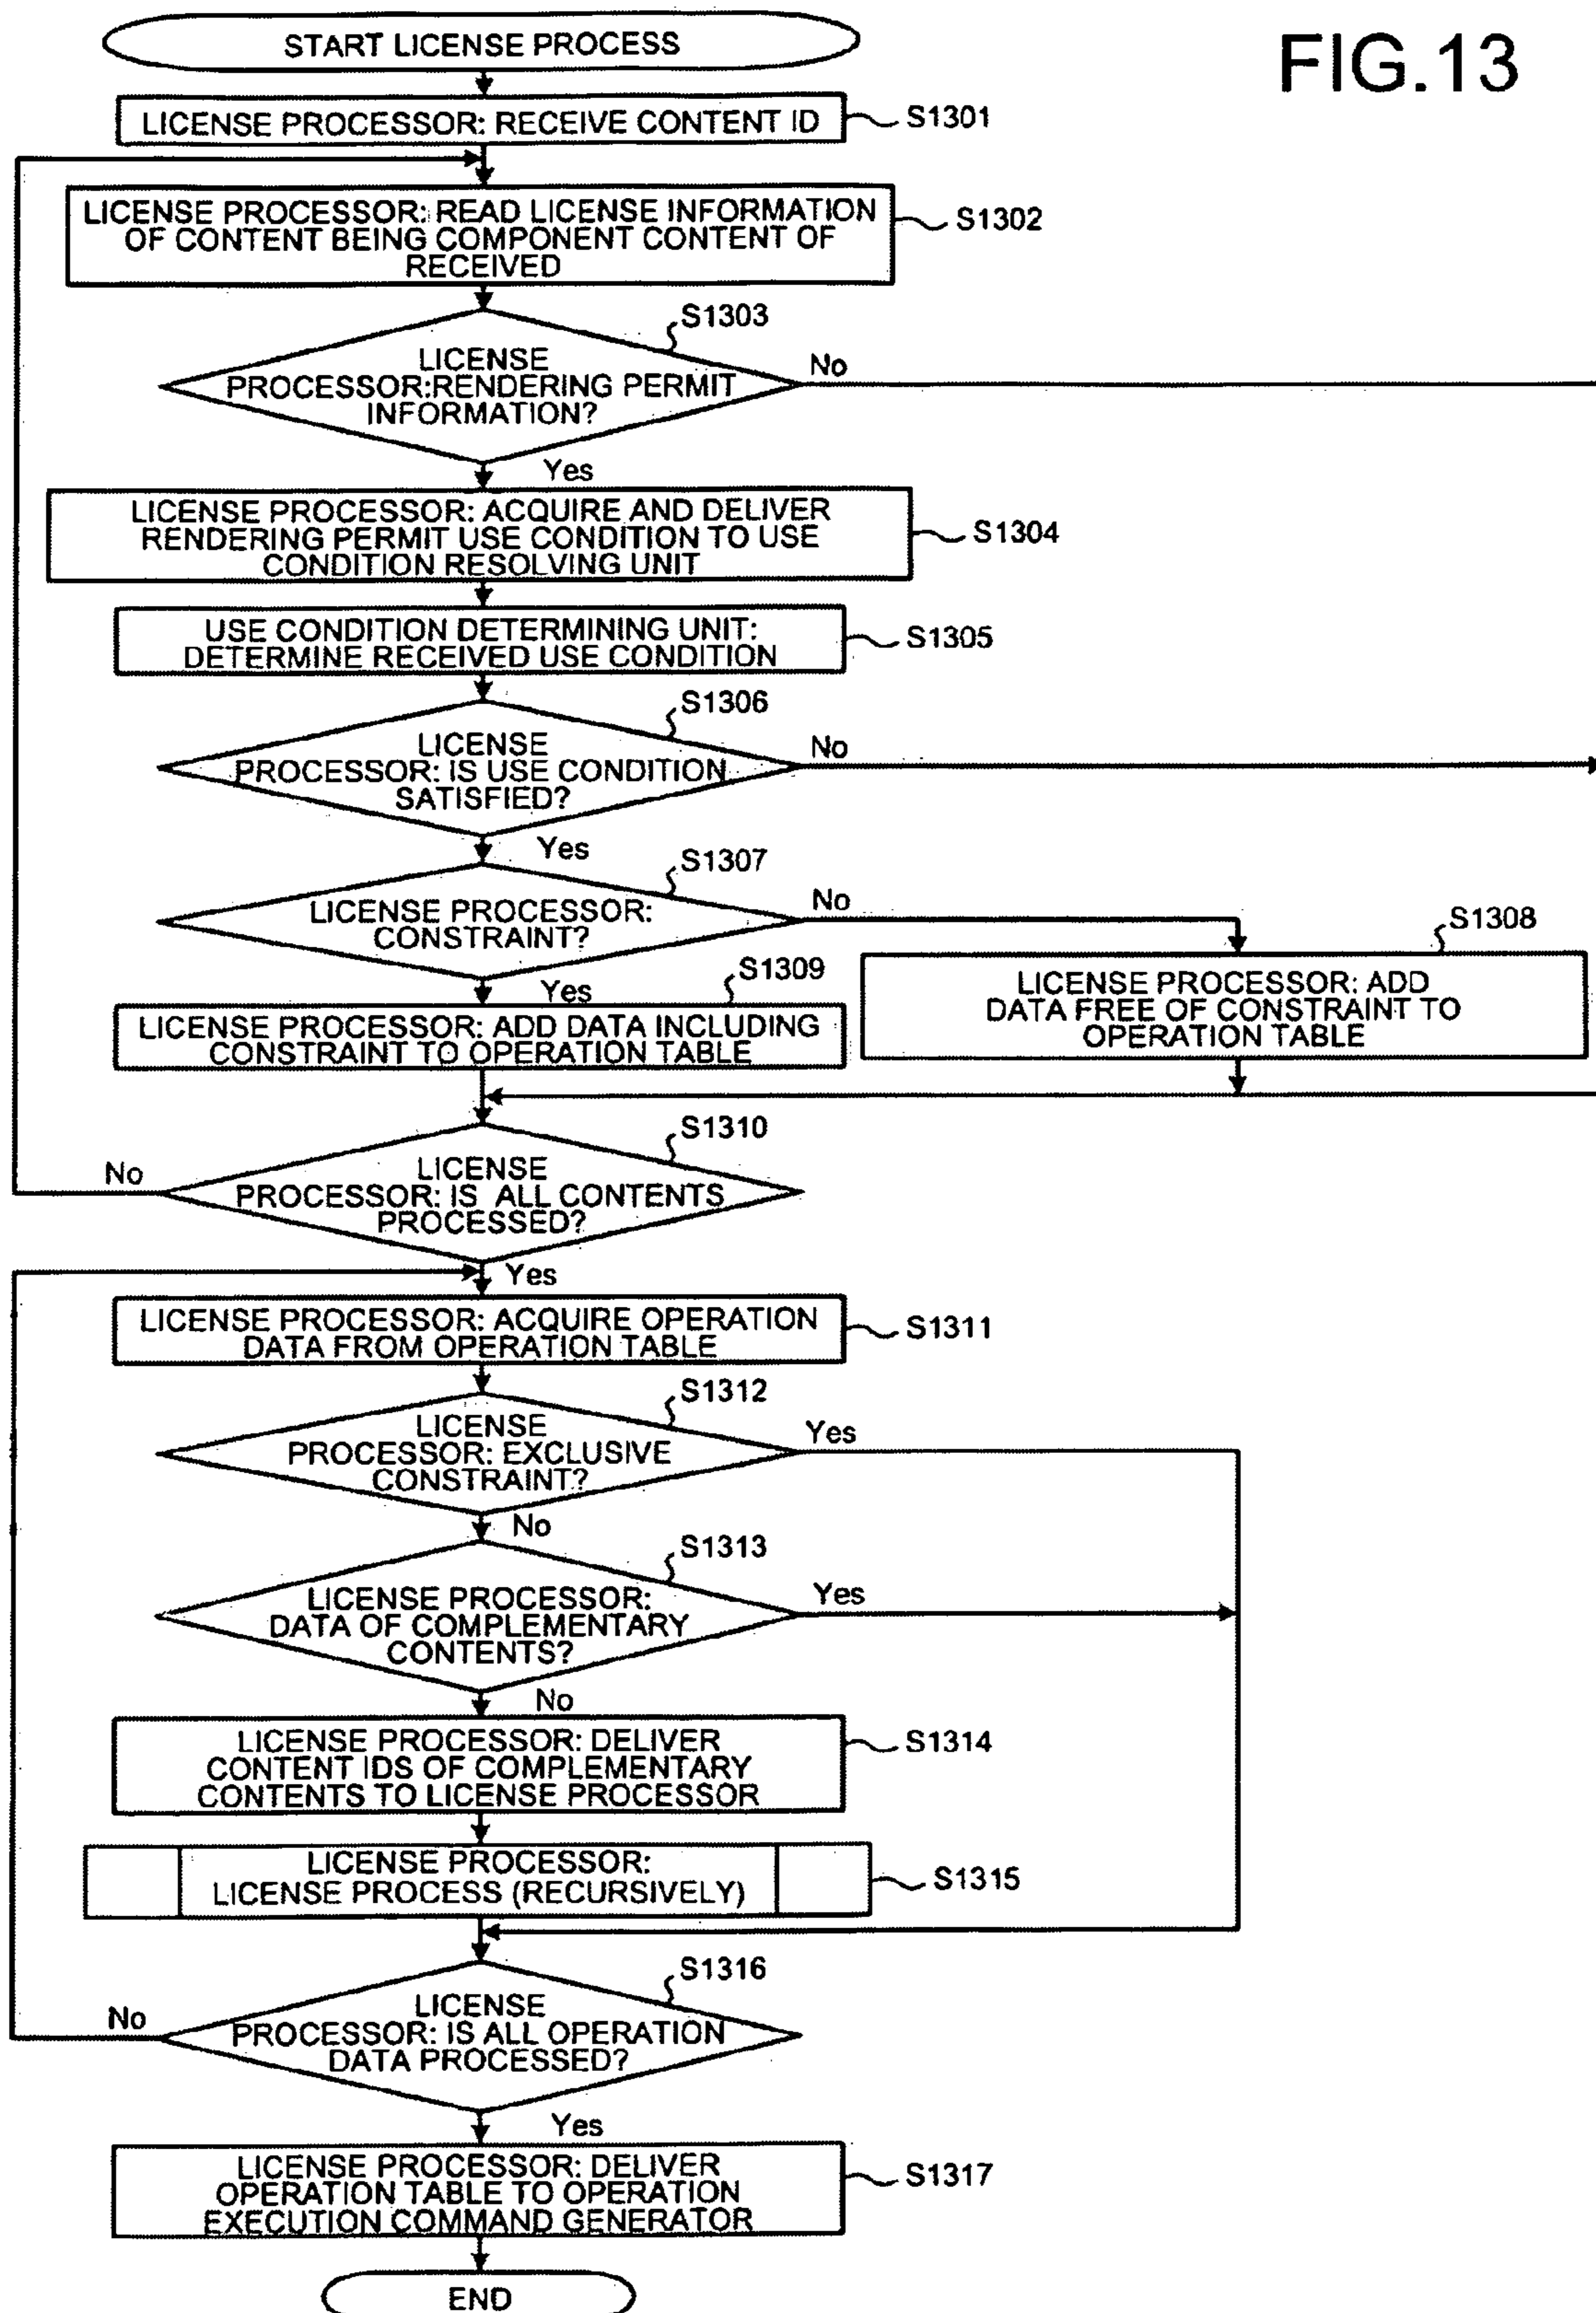 FIG.13
START LICENSE PROCESS
LICENSE PROCESSOR: RECEIVE CONTENT ID
S1301
LICENSE PROCESSOR: READ LICENSE INFORMATION
OF CONTENT BEING COMPONENT CONTENT OF
RECEIVED
S1302
S1303
LICENSE
PROCESSOR:RENDERING PERMIT
INFORMATION?
No
Yes
LICENSE PROCESSOR: ACQUIRE AND DELIVER
RENDERING PERMIT USE CONDITION TO USE
CONDITION RESOLVING UNIT
S1304
USE CONDITION DETERMINING UNIT:
DETERMINE RECEIVED USE CONDITION
S1305
S1306
LICENSE
PROCESSOR: IS USE CONDITION
SATISFIED?
No
Yes
S1307
LICENSE PROCESSOR:
CONSTRAINT?
No
S1308
LICENSE PROCESSOR: ADD
DATA FREE OF CONSTRAINT TO
OPERATION TABLE
Yes
S1309
LICENSE PROCESSOR: ADD DATA INCLUDING
CONSTRAINT TO OPERATION TABLE
S1310
LICENSE
PROCESSOR: IS ALL CONTENTS
PROCESSED?
No
Yes
LICENSE PROCESSOR: ACQUIRE OPERATION
DATA FROM OPERATION TABLE
S1311
S1312
LICENSE
PROCESSOR: EXCLUSIVE
CONSTRAINT?
Yes
No
S1313
LICENSE PROCESSOR:
DATA OF COMPLEMENTARY
CONTENTS?
Yes
No
LICENSE PROCESSOR: DELIVER
CONTENT IDS OF COMPLEMENTARY
CONTENTS TO LICENSE PROCESSOR
S1314
LICENSE PROCESSOR:
LICENSE PROCESS (RECURSIVELY)
S1315
S1316
LICENSE
PROCESSOR: IS ALL OPERATION
DATA PROCESSED?
No
Yes
LICENSE PROCESSOR: DELIVER
OPERATION TABLE TO OPERATION
EXECUTION COMMAND GENERATOR
S1317
END